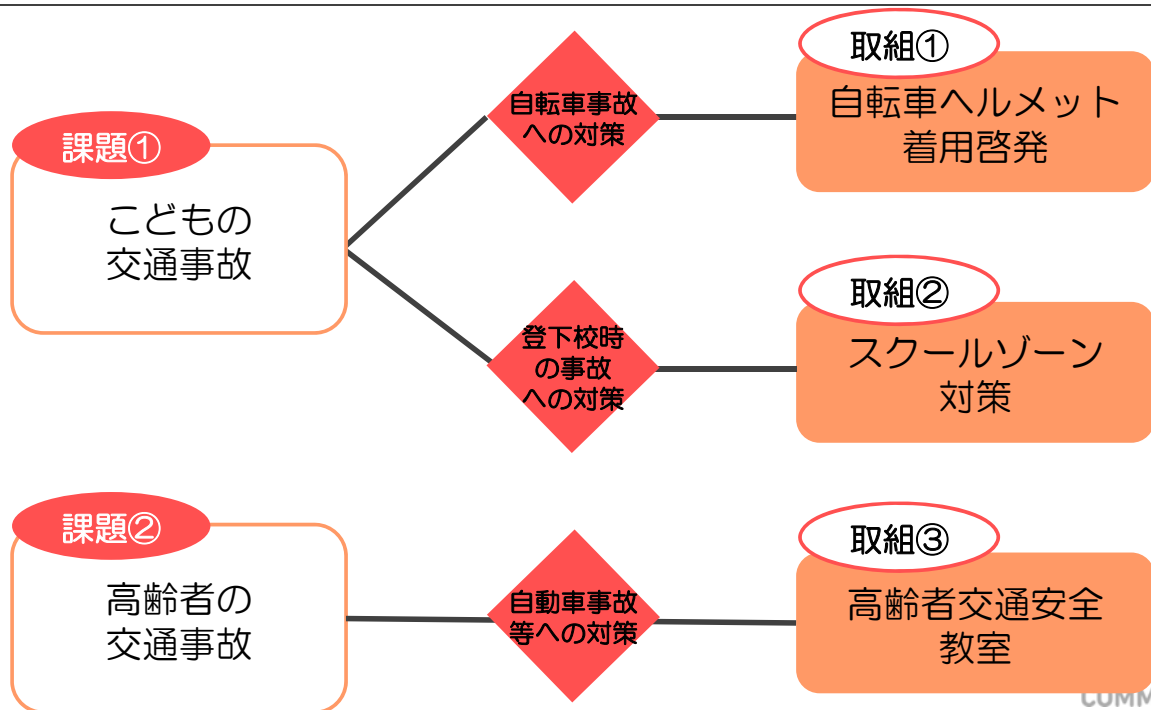 課題①
こどもの
交通事故
自転車事故
への対策
取組①
自転車ヘルメット
着用啓発
登下校時
の事故
への対策
取組②
スクールゾーン
対策
課題②
高齢者の
交通事故
自動車事故
等への対策
取組③
高齢者交通安全
教室
COMM